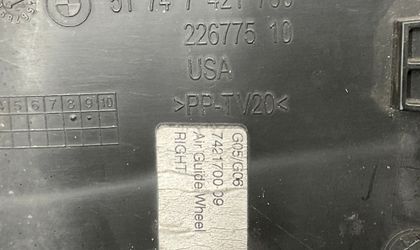 51 74 7 421 700
226775 10
USA
>PP-TV20<
4 5 6 7 8 9 10
G05/G06
7421700-09
Air Guide Wheel
RIGHT